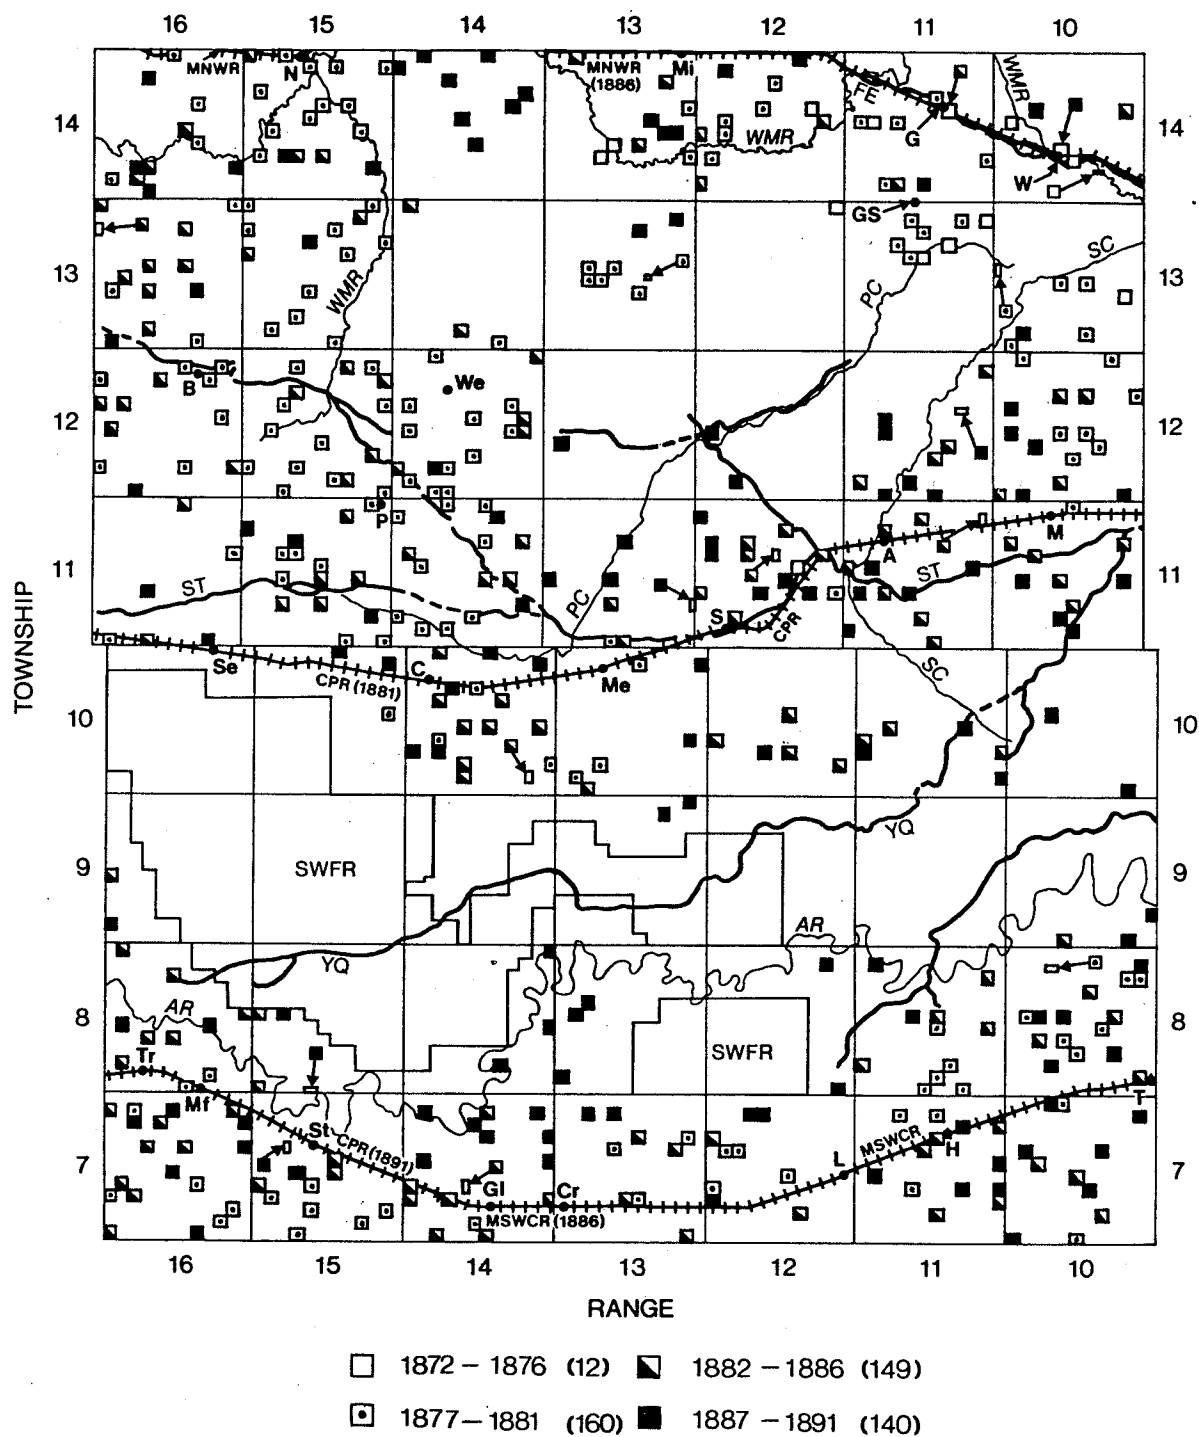 16 15 14 13 12 11 10
MNWR
N
MNWR
(1886)
Mi
FE
WMR
14
WMR
G
14
W
GS
SC
13
WMR
PC
13
B
We
12
12
P
M
A
11
ST
PC
ST
11
S
CPR
TOWNSHIP
Se
C
CPR (1881)
Me
SC
10
10
YQ
9
SWFR
9
AR
YQ
AR
8
SWFR
8
Tr
Mf
T
St
CPR (1891)
MSWCR
H
7
L
7
Gl
Cr
MSWCR (1886)
16 15 14 13 12 11 10
RANGE
1872 – 1876 (12) 1882 – 1886 (149)
1877 – 1881 (160) 1887 – 1891 (140)